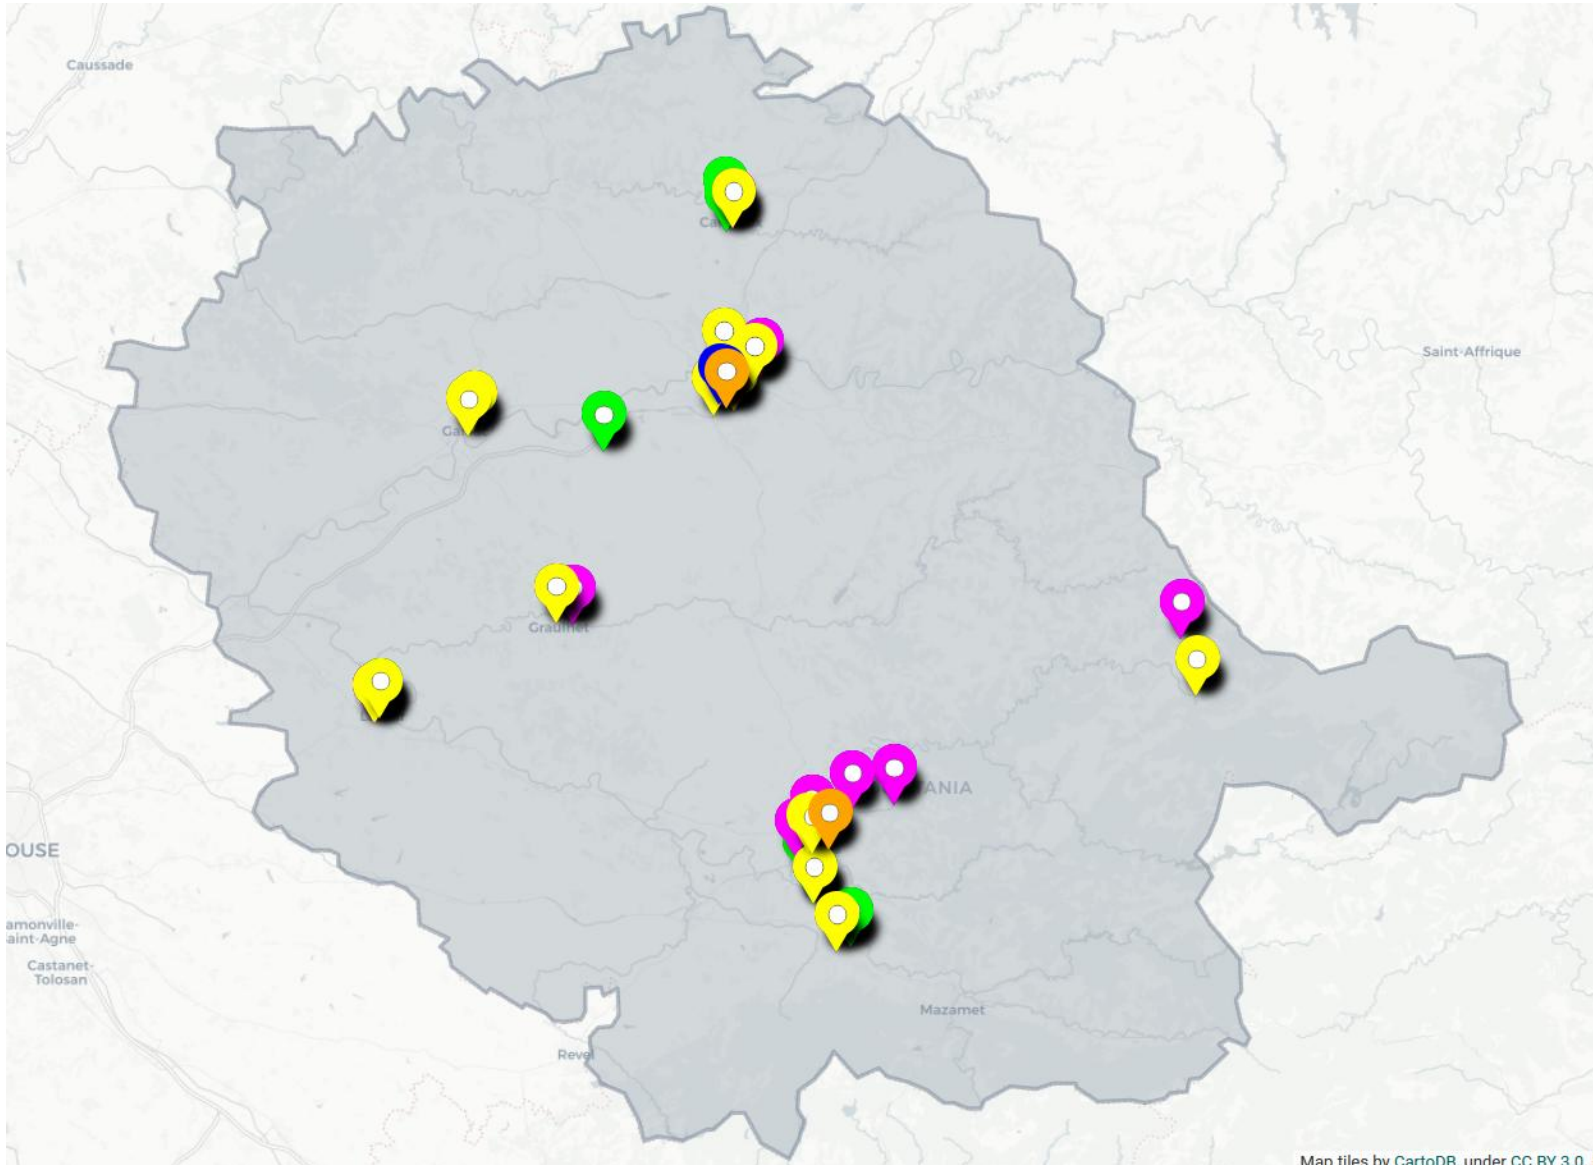 Caussade
Saint-Affrique
Graulhet
ANIA
OUSE
amonville-
aint-Agne
Castanet-
Tolosan
Mazamet
Revel
Map tiles by CartoDB, under CC BY 3.0